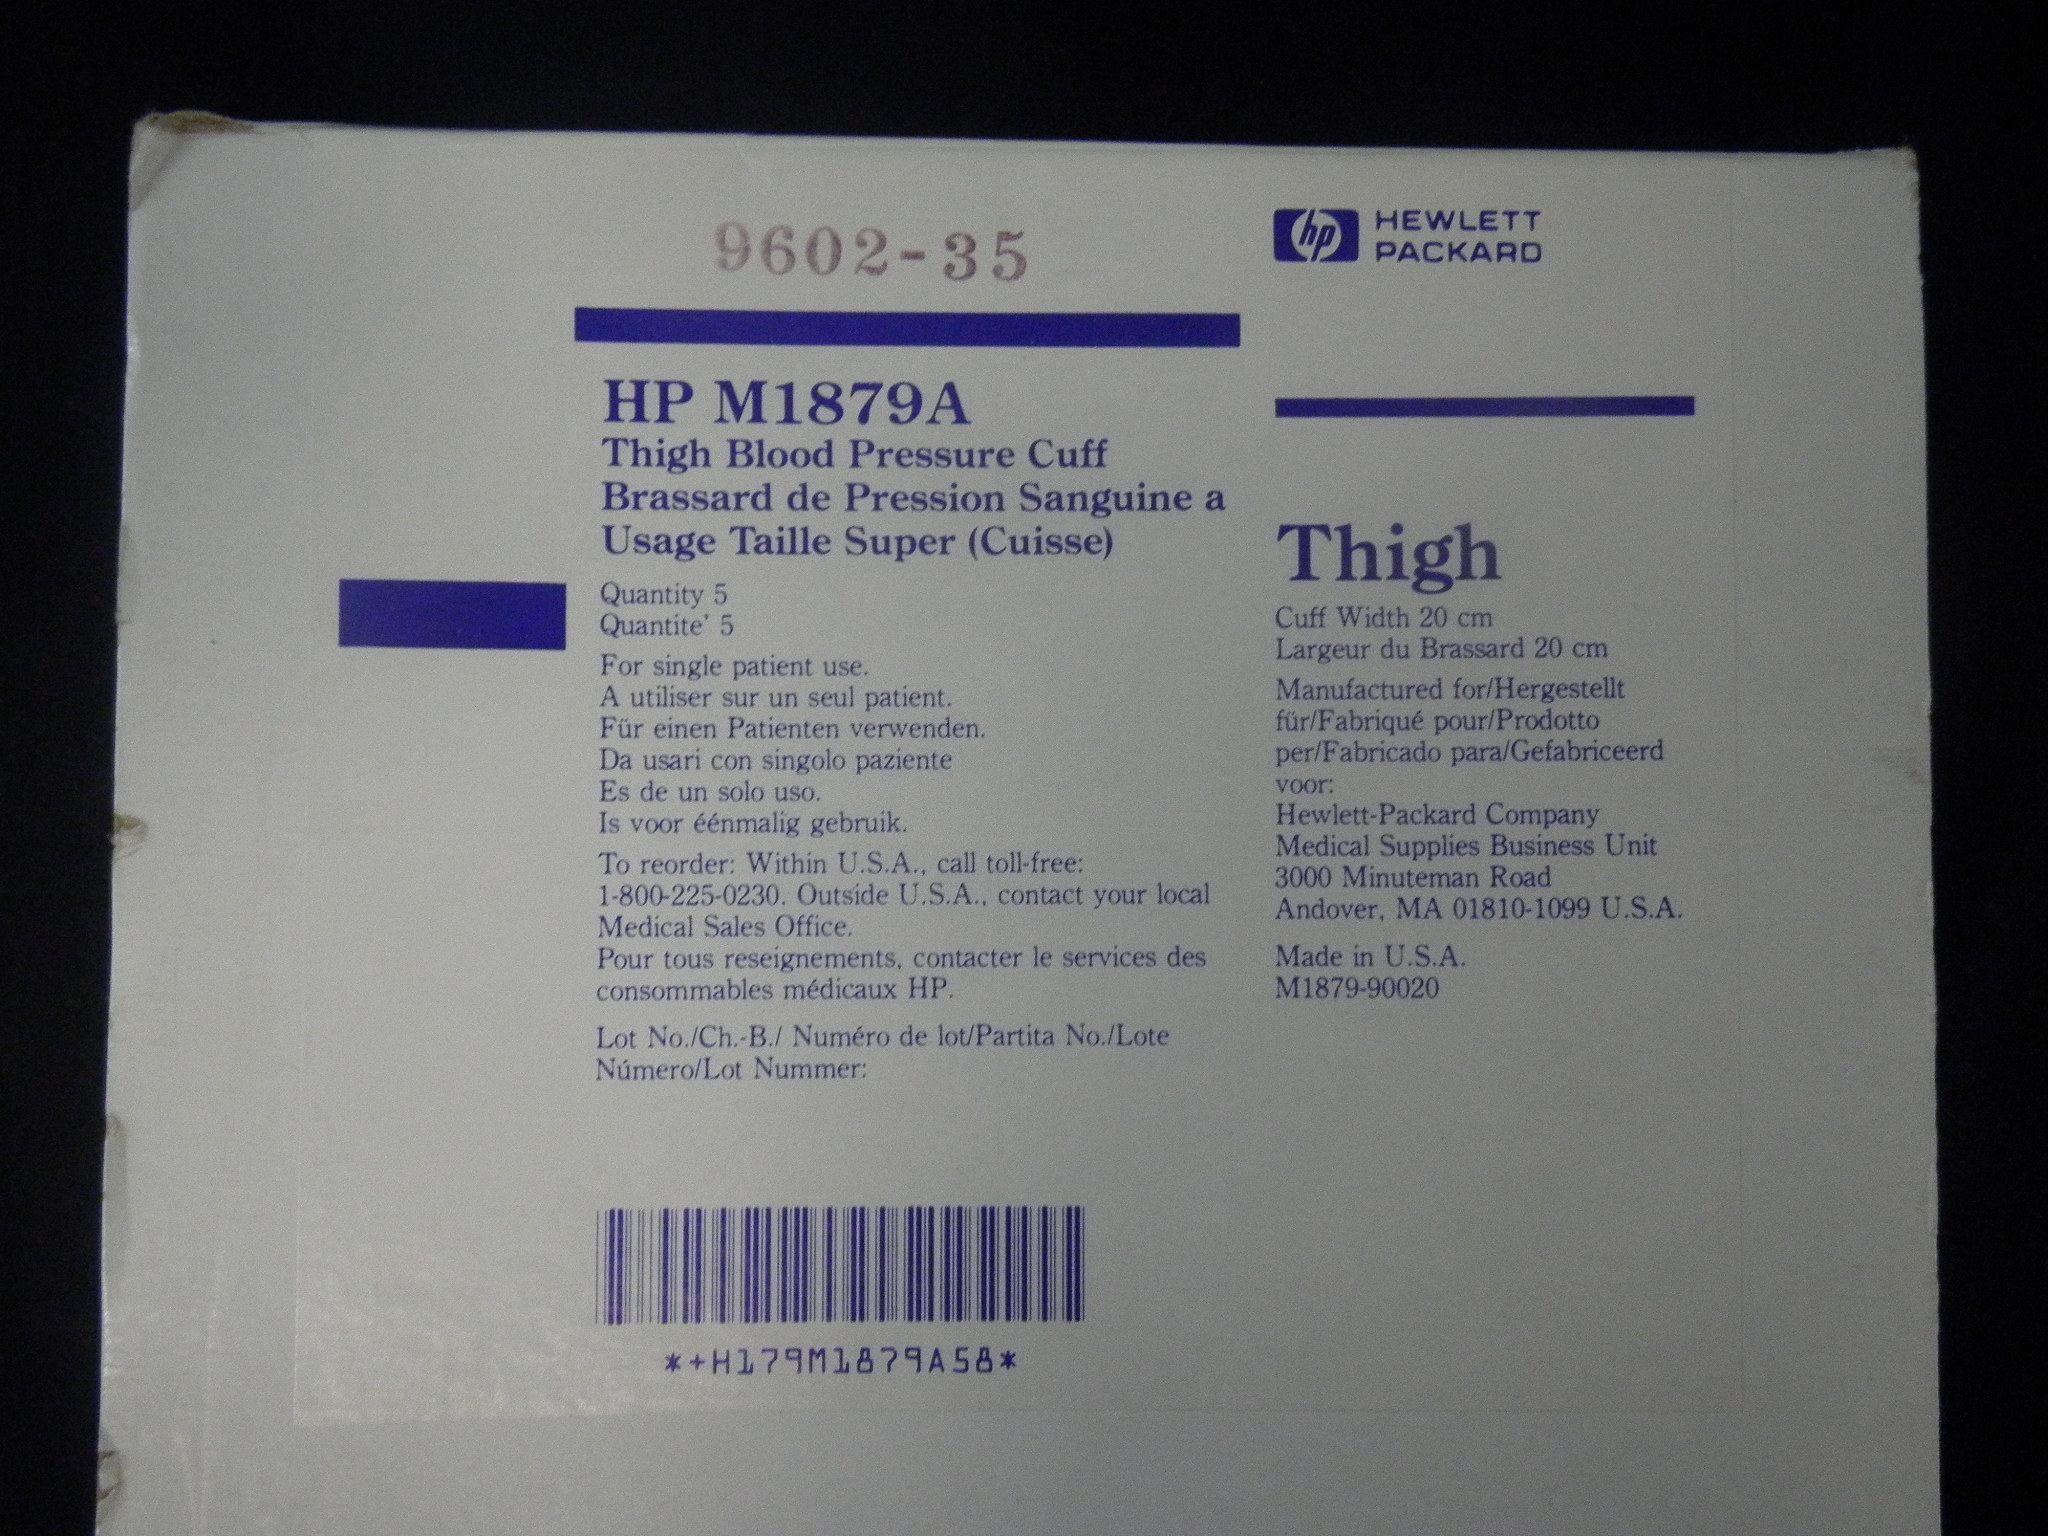 9602-35
hp HEWLETT
PACKARD
HP M1879A
Thigh Blood Pressure Cuff
Brassard de Pression Sanguine a
Usage Taille Super (Cuisse)
Quantity 5
Quantite' 5
For single patient use.
A utiliser sur un seul patient.
Für einen Patienten verwenden.
Da usari con singolo paziente
Es de un solo uso.
Is voor éénmalig gebruik.
To reorder: Within U.S.A., call toll-free:
1-800-225-0230. Outside U.S.A., contact your local
Medical Sales Office.
Pour tous reseignements, contacter le services des
consommables médicaux HP.
Lot No./Ch.-B./ Numéro de lot/Partita No./Lote
Número/Lot Nummer:
*+H179M1879A58*
Thigh
Cuff Width 20 cm
Largeur du Brassard 20 cm
Manufactured for/Hergestellt
für/Fabriqué pour/Prodotto
per/Fabricado para/Gefabriceerd
voor:
Hewlett-Packard Company
Medical Supplies Business Unit
3000 Minuteman Road
Andover, MA 01810-1099 U.S.A.
Made in U.S.A.
M1879-90020